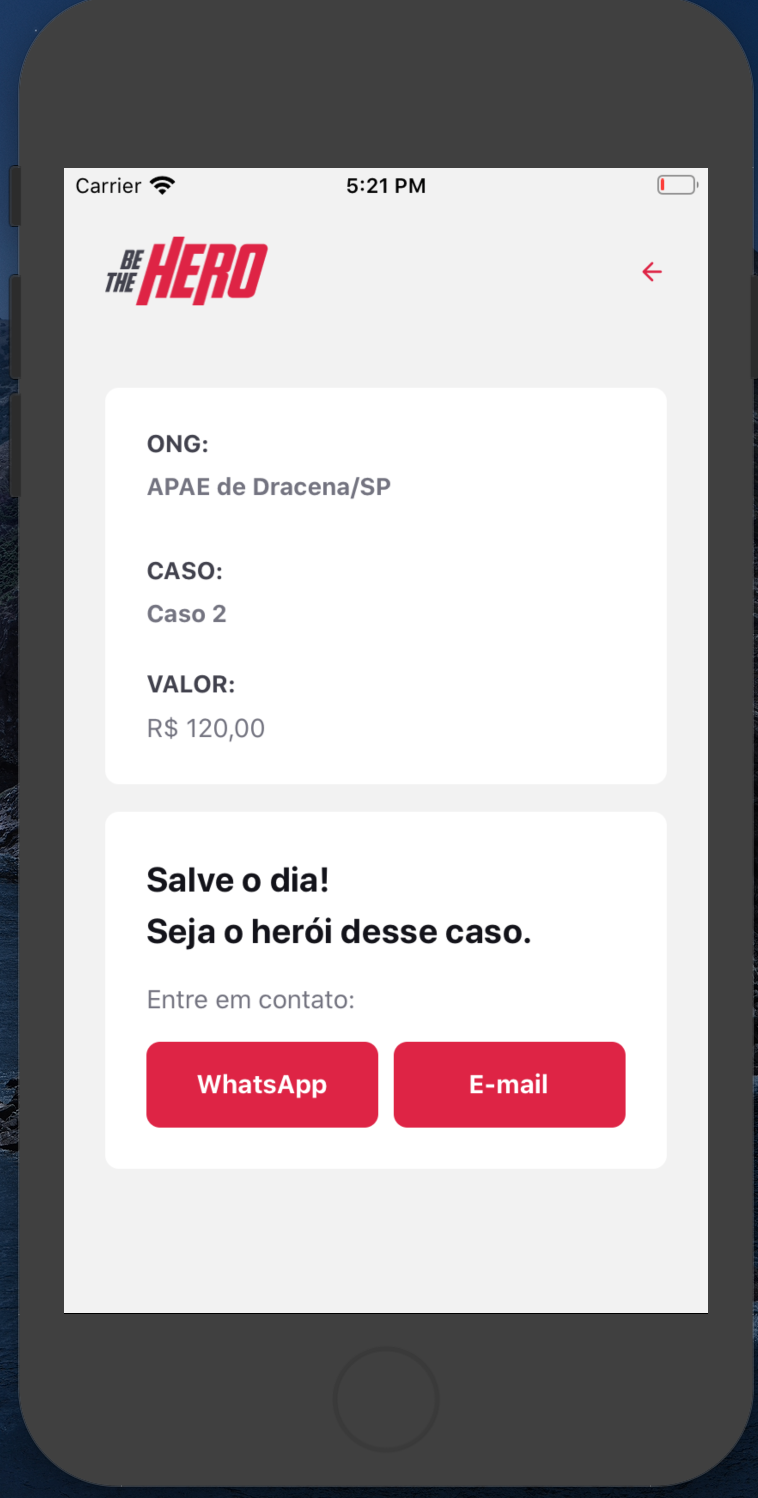 Carrier 5:21 PM
BE
THE HERO
ONG:
APAE de Dracena/SP
CASO:
Caso 2
VALOR:
R$ 120,00
Salve o dia!
Seja o herói desse caso.
Entre em contato:
WhatsApp E-mail